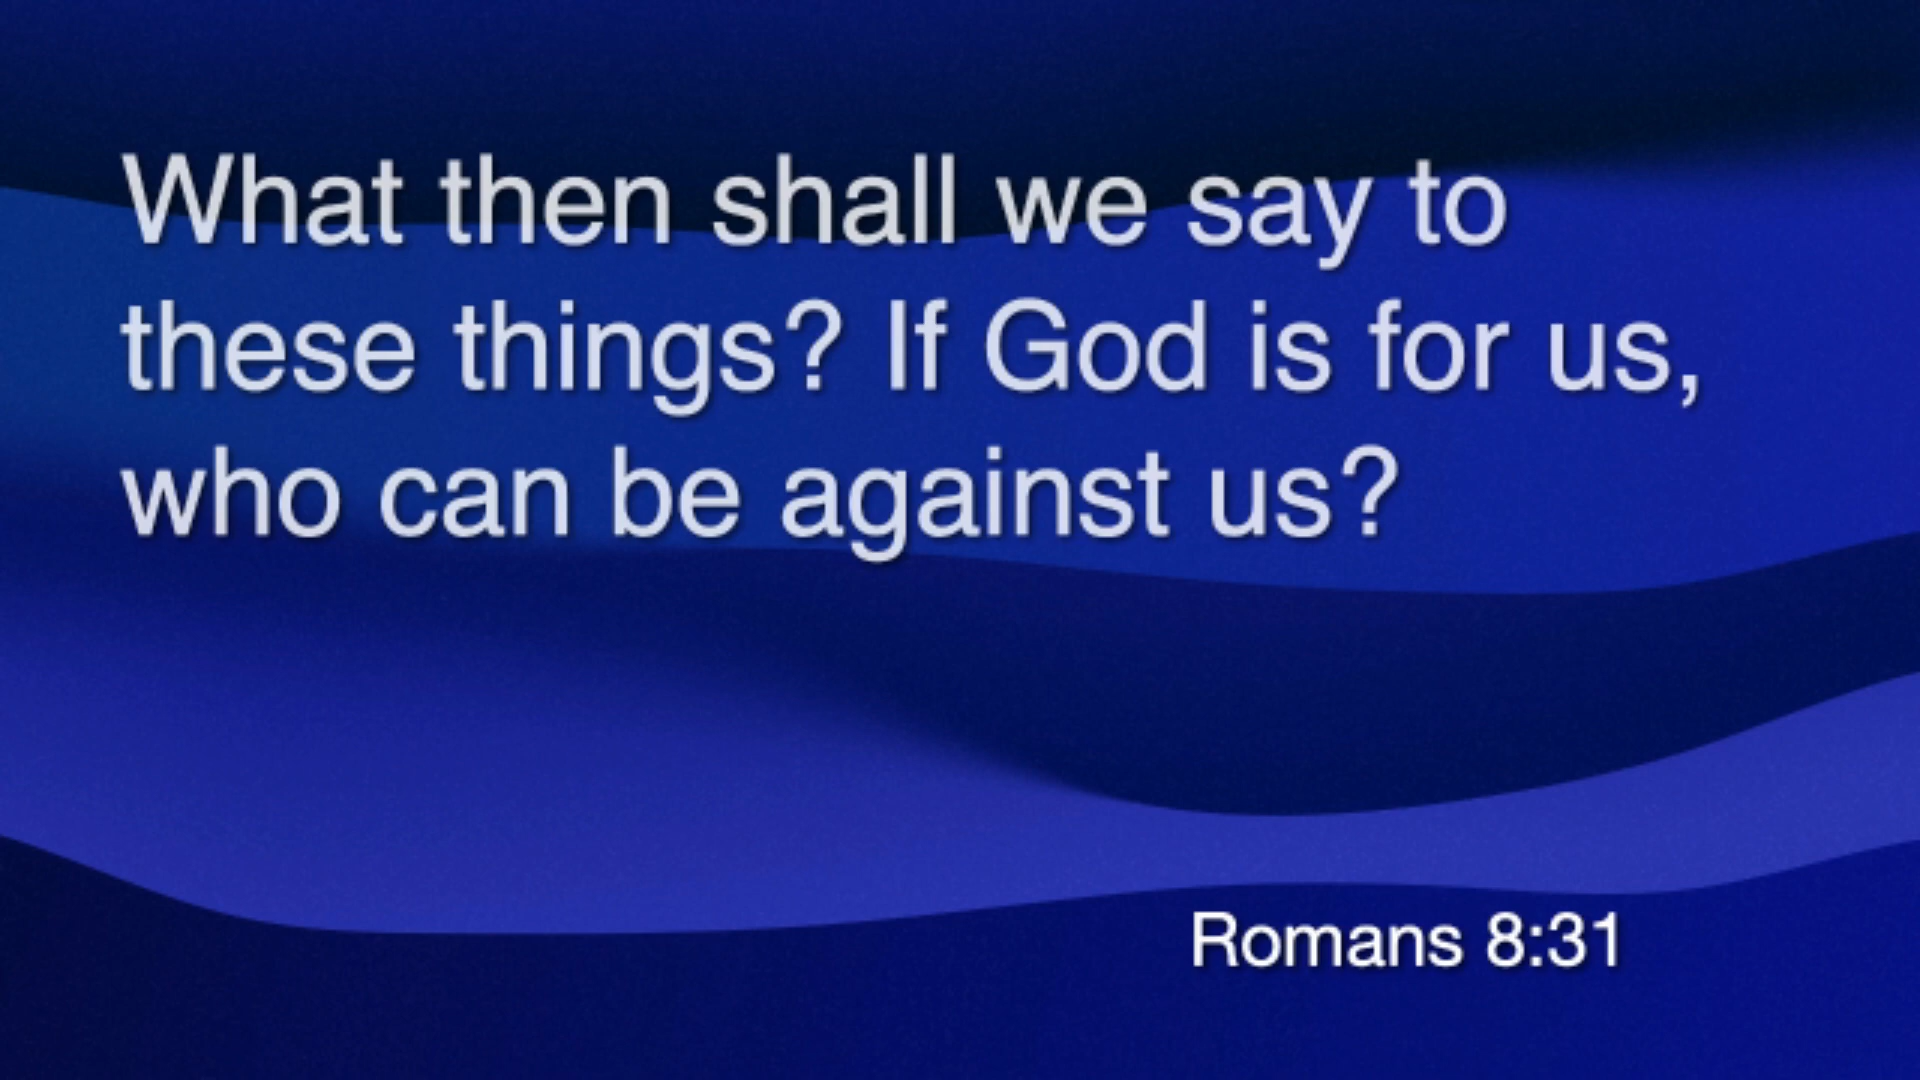 What then shall we say to
these things? If God is for us,
who can be against us?
Romans 8:31